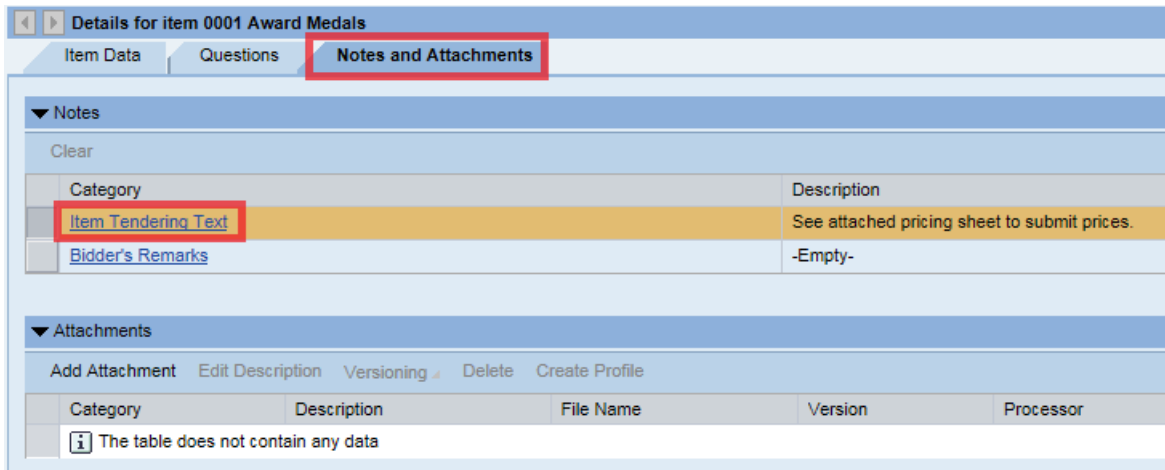 Details for item 0001 Award Medals
Item Data Questions Notes and Attachments
Notes
Clear
Category Description
Item Tendering Text See attached pricing sheet to submit prices.
Bidder's Remarks -Empty-
Attachments
Add Attachment Edit Description Versioning Delete Create Profile
Category Description File Name Version Processor
The table does not contain any data